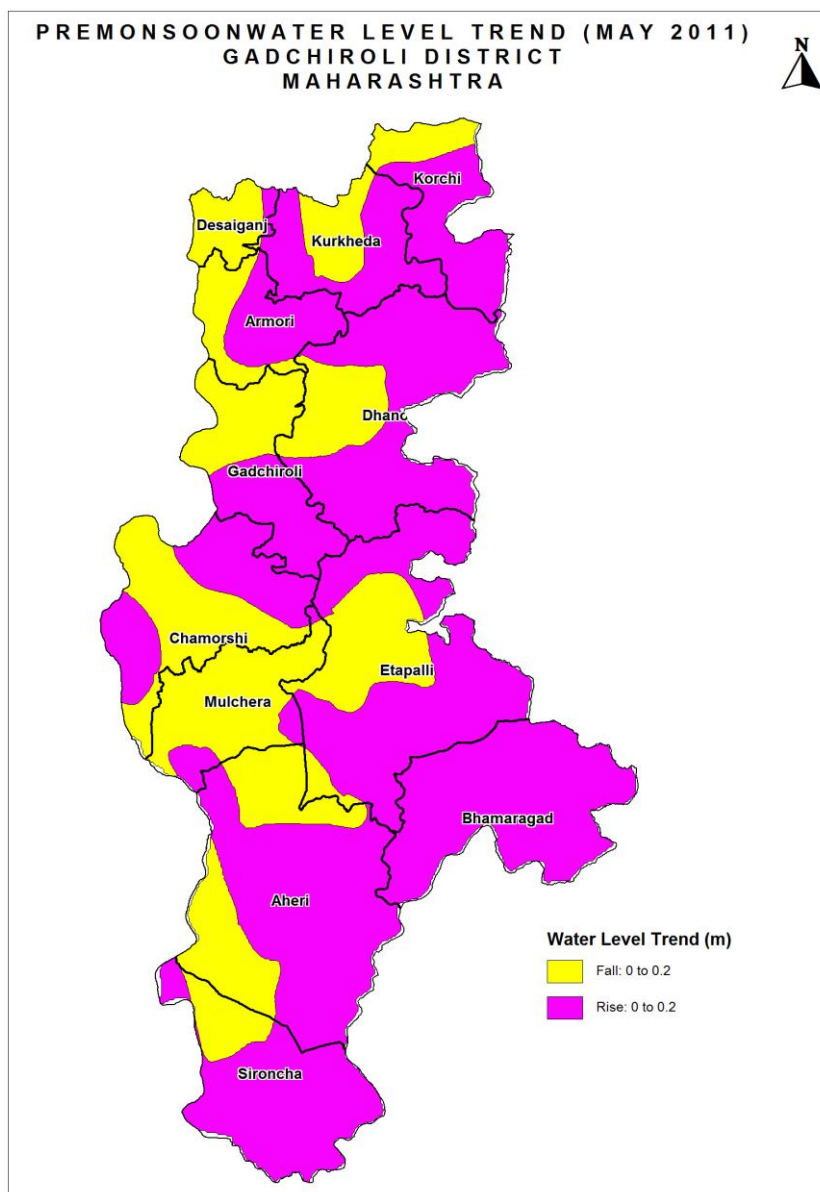 PREMONSOONWATER LEVEL TREND (MAY 2011)
GADCHIROLI DISTRICT
MAHARASHTRA
N
Korchi
Desaiganj
Kurkheda
Armori
Dhano
Gadchiroli
Chamorshi
Etapalli
Mulchera
Bhamaragad
Aheri
Water Level Trend (m)
Fall: 0 to 0.2
Rise: 0 to 0.2
Sironcha